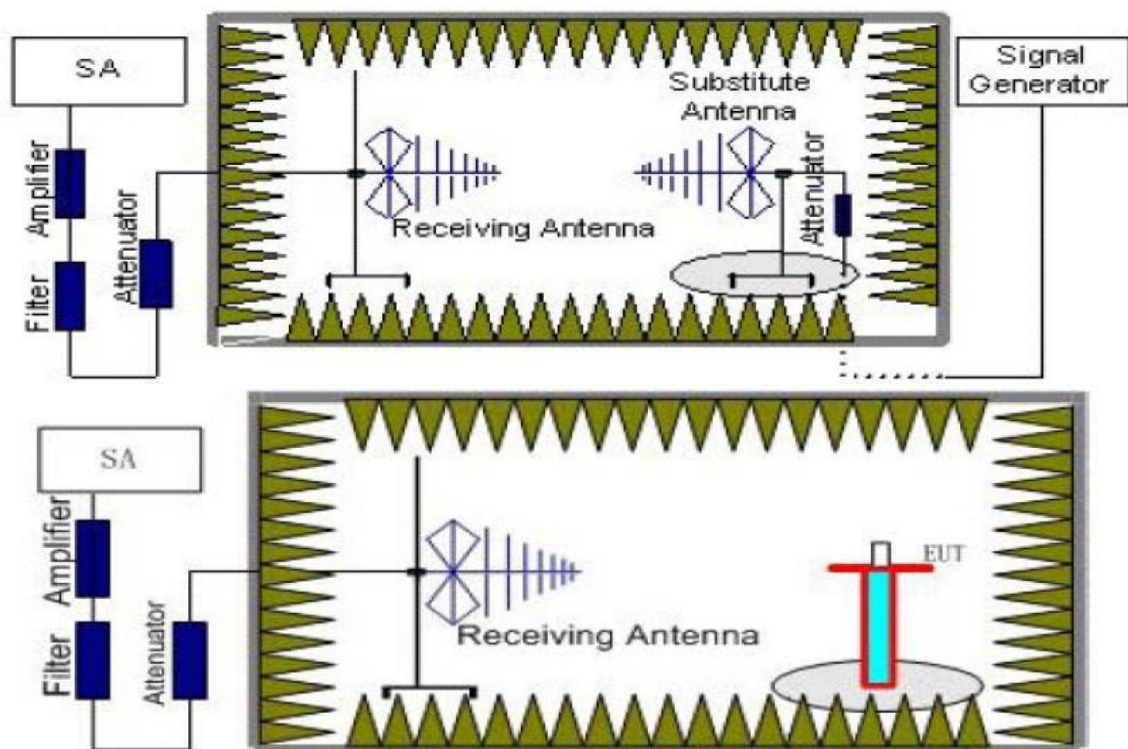 SA
Signal
Generator
Substitute
Antenna
Amplifier
Attenuator
Attenuator
Receiving Antenna
Filter
SA
Amplifier
EUT
Attenuator
Filter
Receiving Antenna